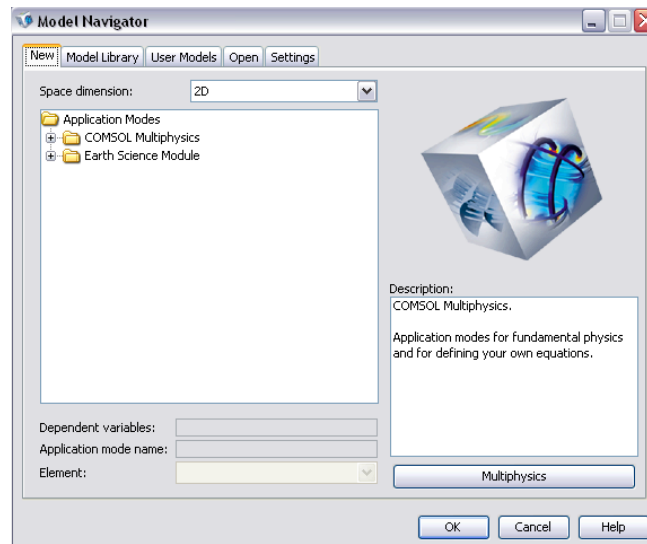 Model Navigator
New Model Library User Models Open Settings
Space dimension: 2D
Application Modes
COMSOL Multiphysics
Earth Science Module
Description:
COMSOL Multiphysics.
Application modes for fundamental physics
and for defining your own equations.
Dependent variables:
Application mode name:
Element:
Multiphysics
OK Cancel Help